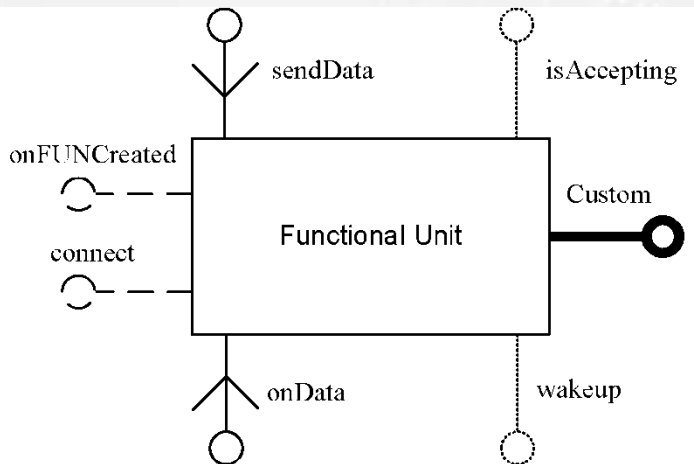 sendData
isAccepting
onFUNCreated
Custom
Functional Unit
connect
onData
wakeup